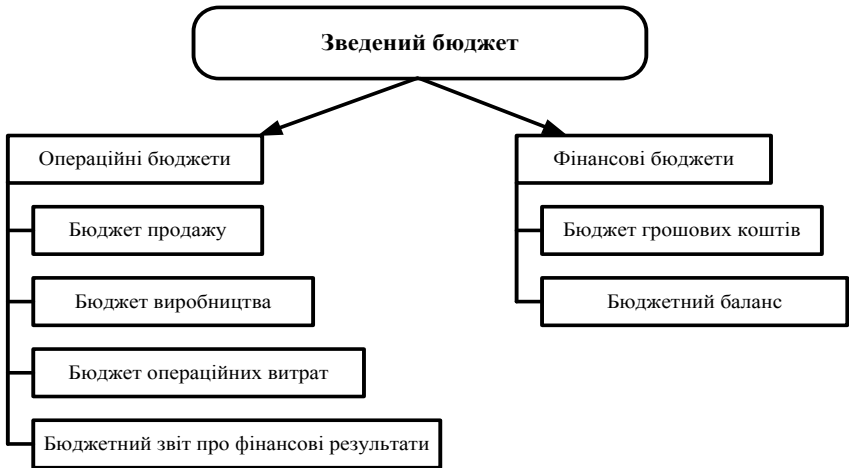 Зведений бюджет
Операційні бюджети
Бюджет продажу
Бюджет виробництва
Бюджет операційних витрат
Бюджетний звіт про фінансові результати
Фінансові бюджети
Бюджет грошових коштів
Бюджетний баланс